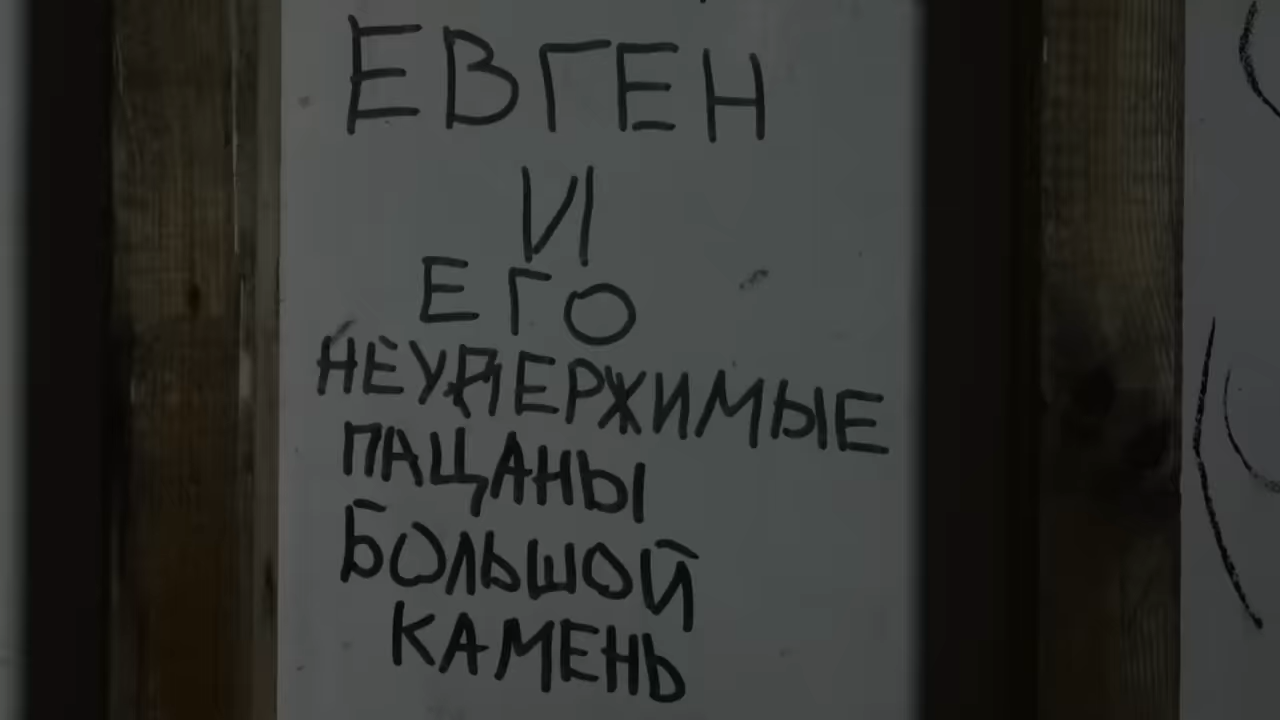 ЕВГЕН
И
ЕГО
НЕУДЕРЖИМЫЕ
ПАЦАНЫ
БОЛЬШОЙ
КАМЕНЬ